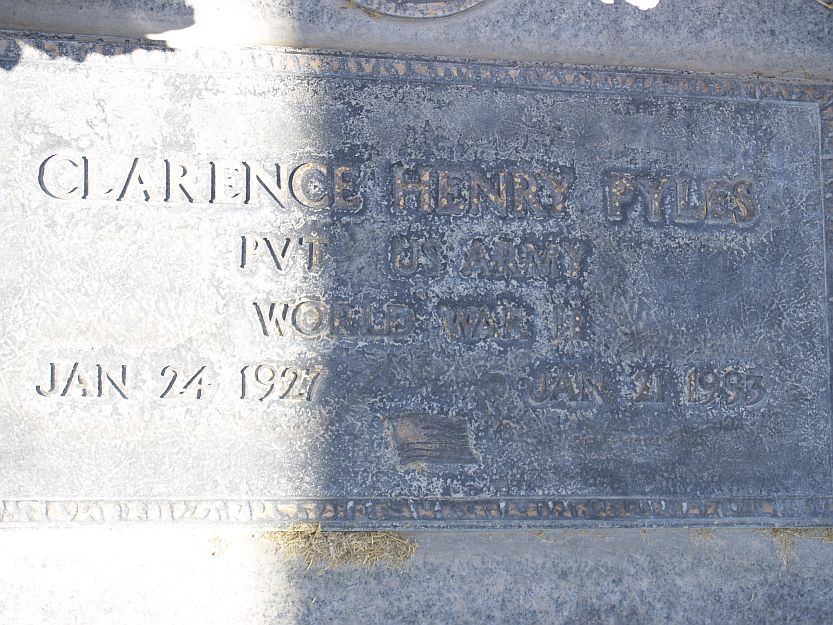 CLARENCE HENRY PYLES
PVT US ARMY
WORLD WAR II
JAN 24 1927 JAN 21 1993